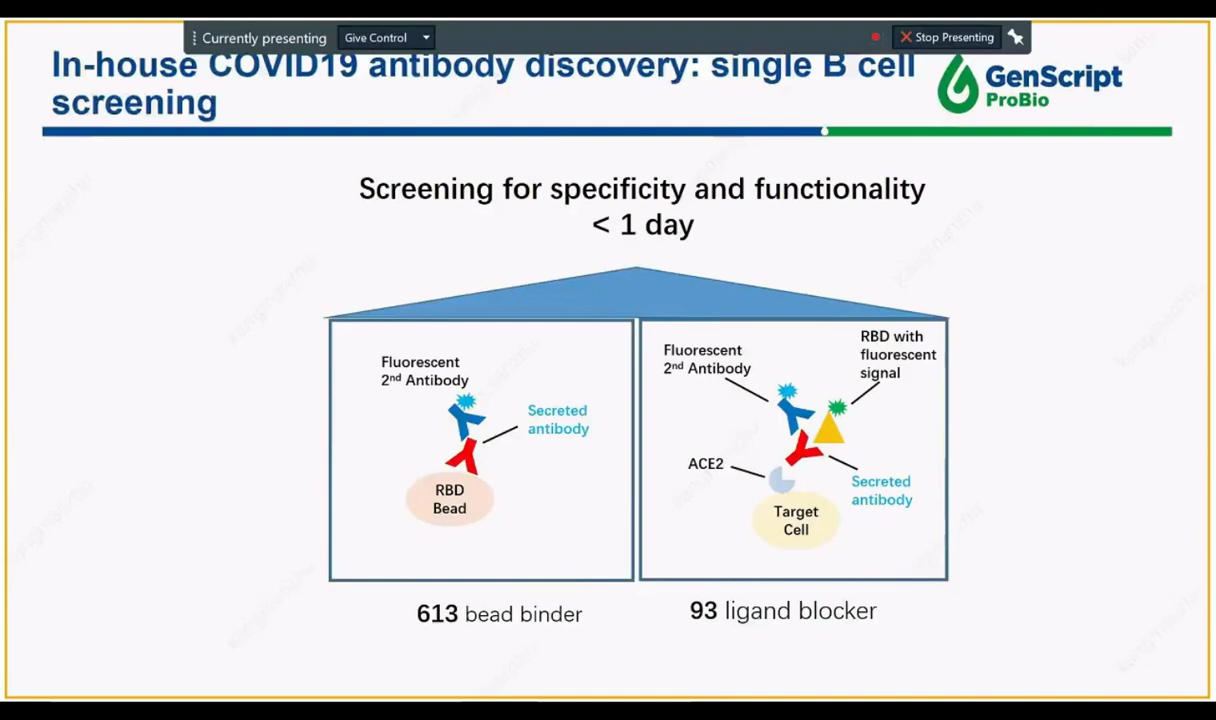 Currently presenting
Give Control
Stop Presenting
In-house COVID19 antibody discovery: single B cell
screening
GenScript
ProBio
Screening for specificity and functionality
< 1 day
Fluorescent
2nd Antibody
Secreted
antibody
RBD
Bead
Fluorescent
2nd Antibody
RBD with
fluorescent
signal
ACE2
Secreted
antibody
Target
Cell
613 bead binder
93 ligand blocker